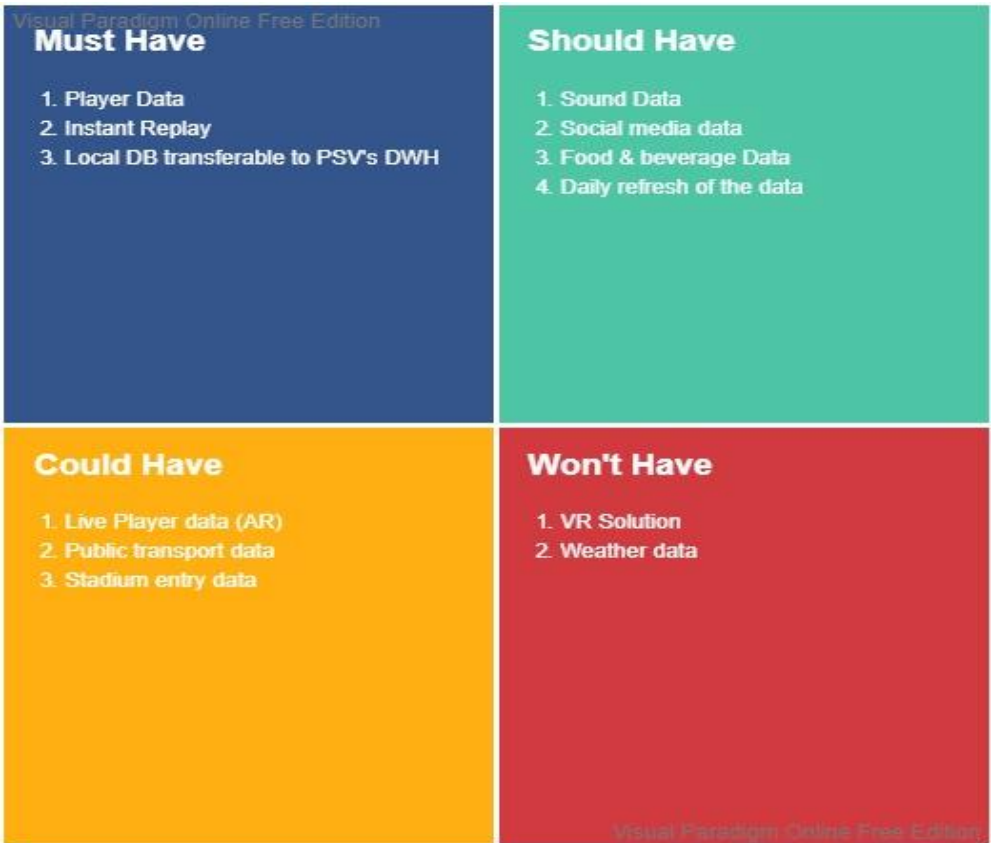 Visual Paradigm Online Free Edition
Must Have
1. Player Data
2. Instant Replay
3. Local DB transferable to PSV's DWH
Should Have
1. Sound Data
2. Social media data
3. Food & beverage Data
4. Daily refresh of the data
Could Have
1. Live Player data (AR)
2. Public transport data
3. Stadium entry data
Won't Have
1. VR Solution
2. Weather data
Visual Paradigm Online Free Edition